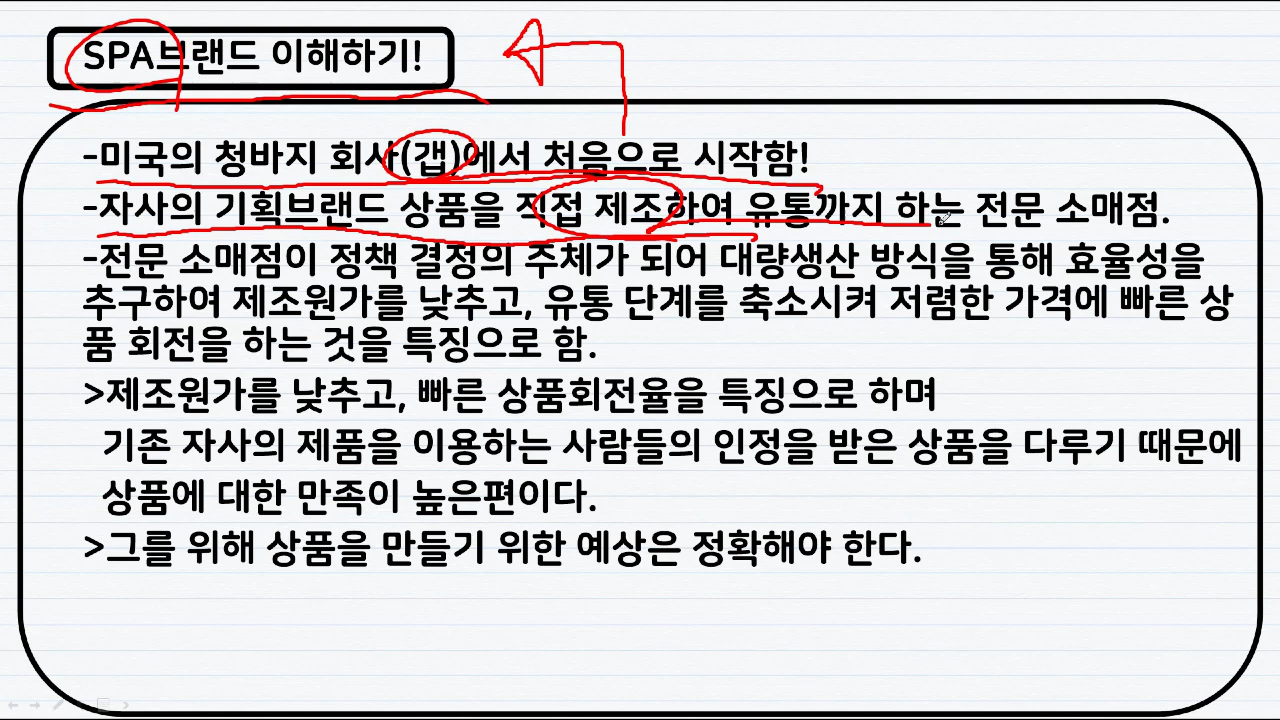 SPA브랜드 이해하기!
-미국의 청바지 회사(갭)에서 처음으로 시작함!
-자사의 기획브랜드 상품을 직접 제조하여 유통까지 하는 전문 소매점.
-전문 소매점이 정책 결정의 주체가 되어 대량생산 방식을 통해 효율성을
추구하여 제조원가를 낮추고, 유통 단계를 축소시켜 저렴한 가격에 빠른 상
품 회전을 하는 것을 특징으로 함.
>제조원가를 낮추고, 빠른 상품회전율을 특징으로 하며
기존 자사의 제품을 이용하는 사람들의 인정을 받은 상품을 다루기 때문에
상품에 대한 만족이 높은편이다.
>그를 위해 상품을 만들기 위한 예상은 정확해야 한다.